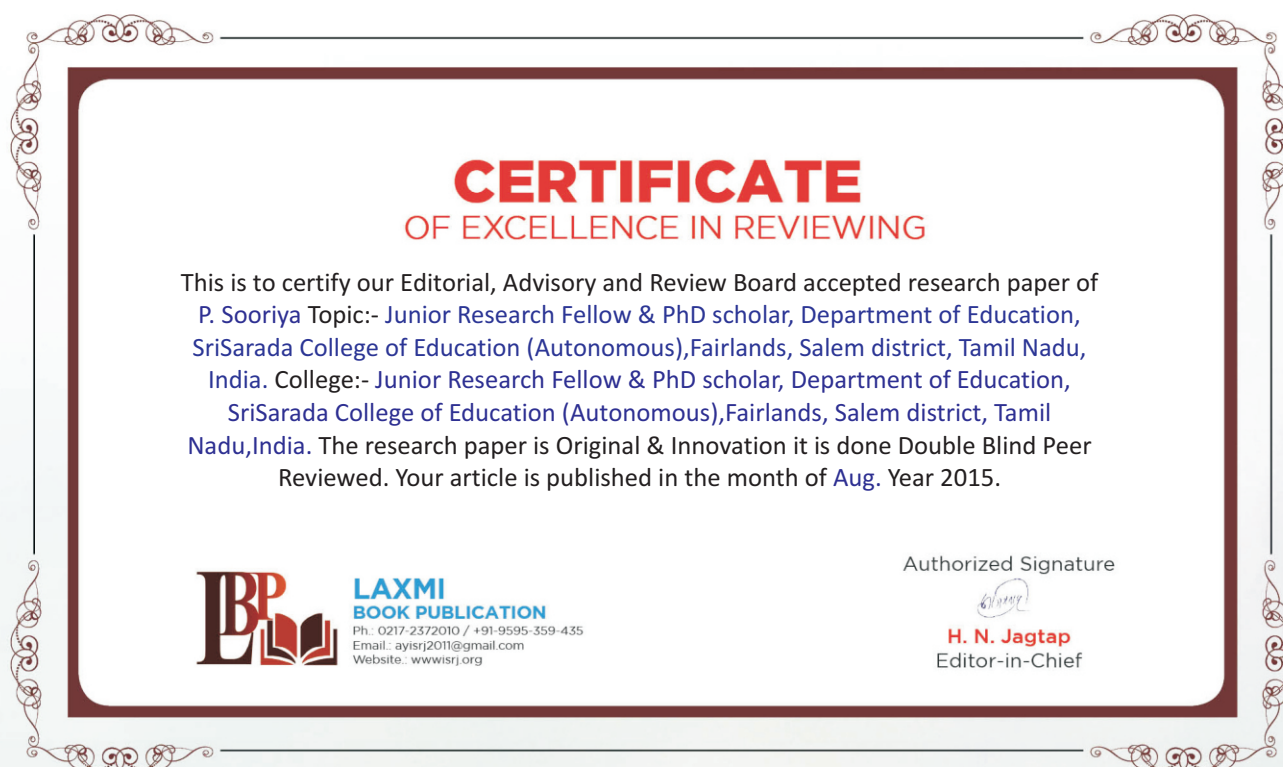 CERTIFICATE
OF EXCELLENCE IN REVIEWING
This is to certify our Editorial, Advisory and Review Board accepted research paper of
P. Sooriya Topic:- Junior Research Fellow & PhD scholar, Department of Education,
SriSarada College of Education (Autonomous),Fairlands, Salem district, Tamil Nadu,
India. College:- Junior Research Fellow & PhD scholar, Department of Education,
SriSarada College of Education (Autonomous),Fairlands, Salem district, Tamil
Nadu,India. The research paper is Original & Innovation it is done Double Blind Peer
Reviewed. Your article is published in the month of Aug. Year 2015.
LBP
LAXMI
BOOK PUBLICATION
Ph.: 0217-2372010 / +91-9595-359-435
Email.: ayisrj2011@gmail.com
Website.: wwwisrj.org
Authorized Signature
H. N. Jagtap
Editor-in-Chief